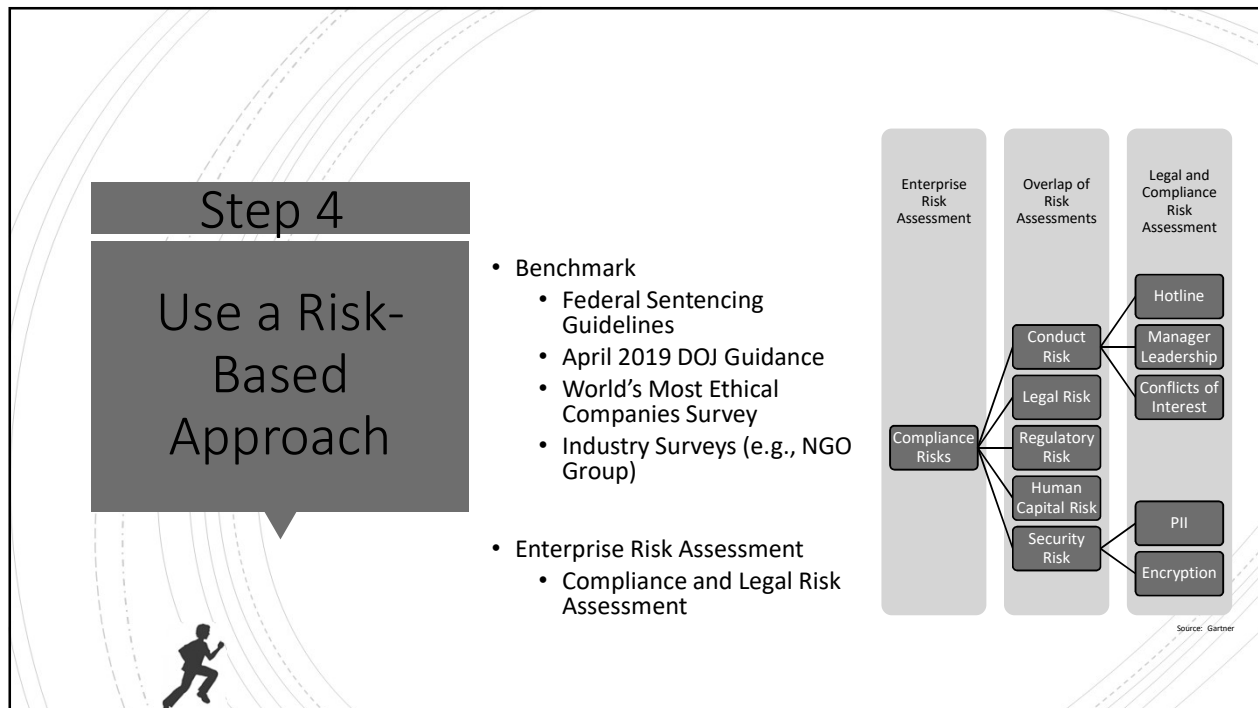 Step 4
Use a Risk-
Based
Approach
• Benchmark
• Federal Sentencing
Guidelines
• April 2019 DOJ Guidance
• World’s Most Ethical
Companies Survey
• Industry Surveys (e.g., NGO
Group)
• Enterprise Risk Assessment
• Compliance and Legal Risk
Assessment
Enterprise
Risk
Assessment
Compliance
Risks
Overlap of
Risk
Assessments
Conduct
Risk
Legal Risk
Regulatory
Risk
Human
Capital Risk
Security
Risk
Legal and
Compliance
Risk
Assessment
Hotline
Manager
Leadership
Conflicts of
Interest
PII
Encryption
Source: Gartner